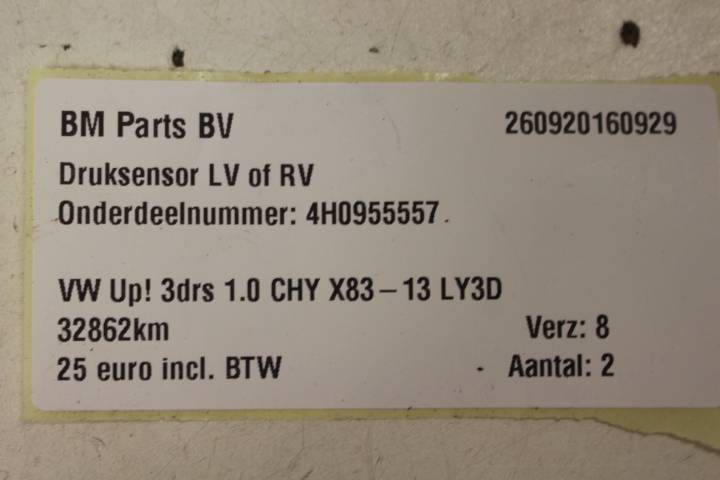 BM Parts BV 260920160929
Druksensor LV of RV
Onderdeelnummer: 4H0955557
VW Up! 3drs 1.0 CHY X83-13 LY3D
32862km Verz: 8
25 euro incl. BTW Aantal: 2